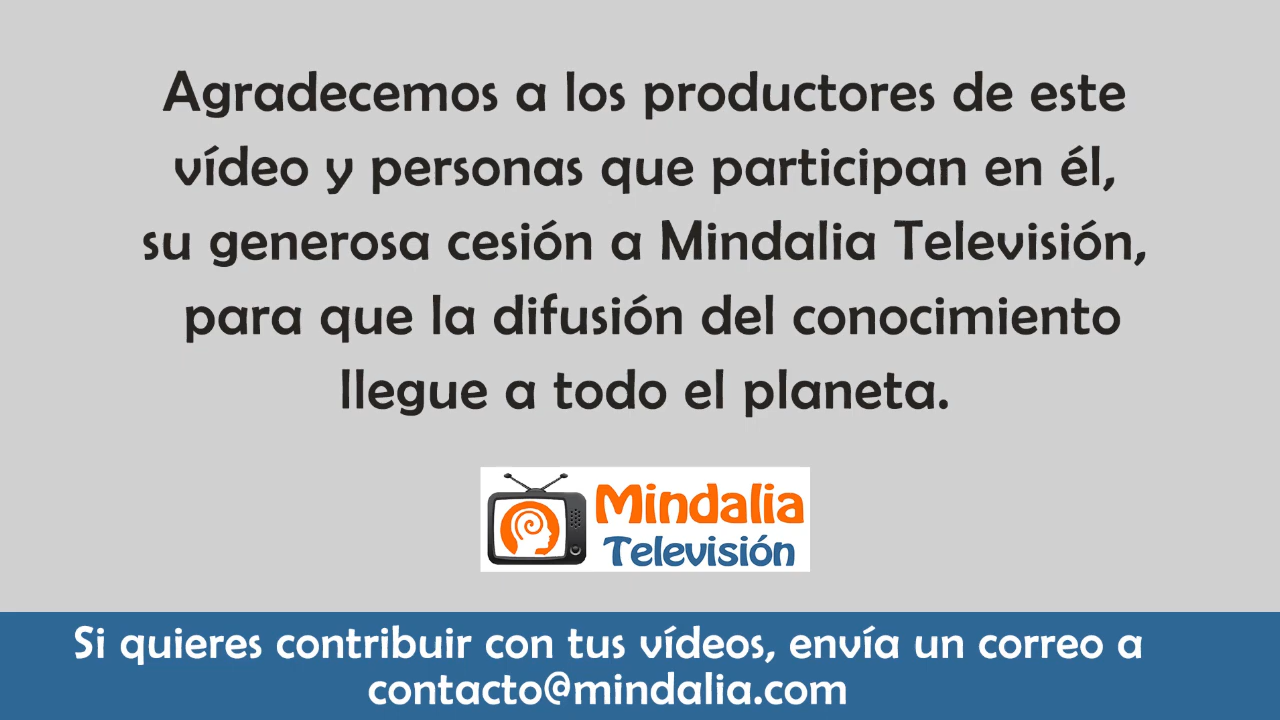 Agradecemos a los productores de este
vídeo y personas que participan en él,
su generosa cesión a Mindalia Televisión,
para que la difusión del conocimiento
llegue a todo el planeta.
Mindalia
Televisión
Si quieres contribuir con tus vídeos, envía un correo a
contacto@mindalia.com